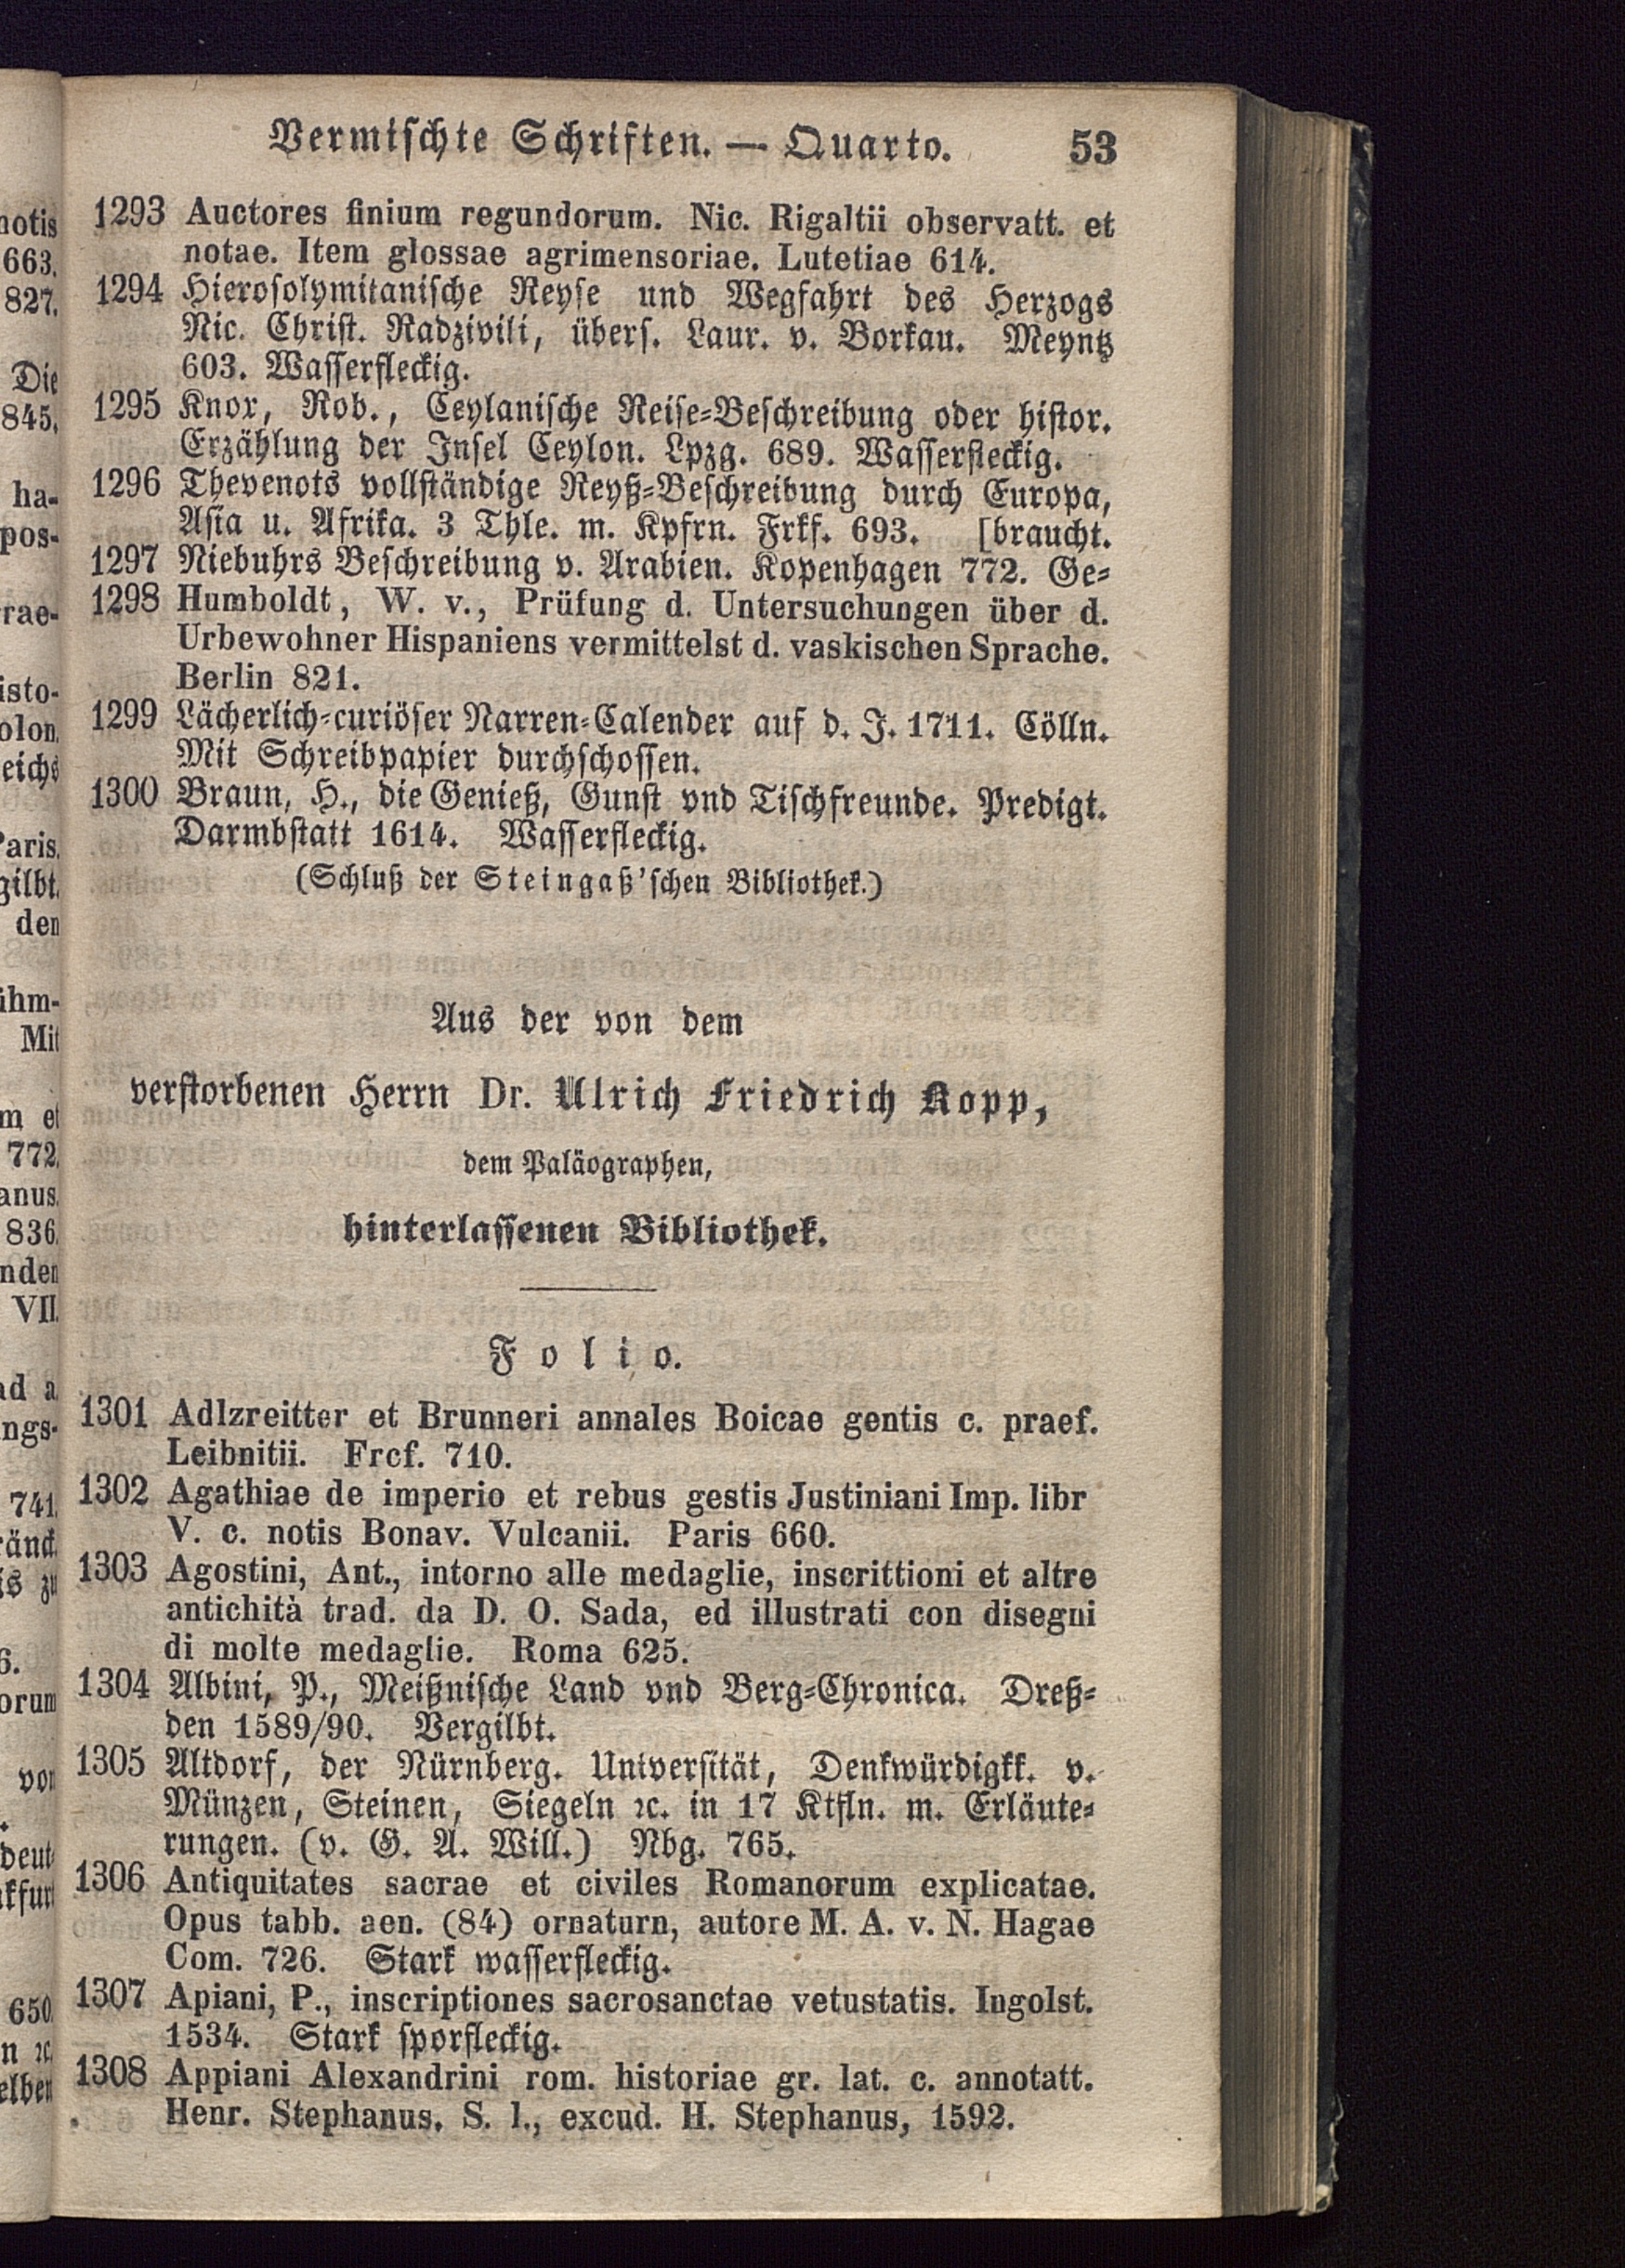 Vermischte Schriften. — Quarto. 53
1293 Auctores finium regundorum. Nic. Rigaltii observatt. et
notae. Item glossae agrimensoriae. Lutetiae 614.
1294 Hierosolymitanische Reyse und Wegfahrt des Herzogs
Nic. Christ. Radzivili, übers. Laur. v. Borkau. Meyntz
603. Wasserfleckig.
1295 Knox, Rob., Ceylanische Reise-Beschreibung oder histor.
Erzählung der Insel Ceylon. Lpzg. 689. Wasserfleckig.
1296 Thevenots vollständige Reyß-Beschreibung durch Europa,
Asia u. Afrika. 3 Thle. m. Kpfrn. Frkf. 693. [braucht.
1297 Niebuhrs Beschreibung v. Arabien. Kopenhagen 772. Ge-
1298 Humboldt, W. v., Prüfung d. Untersuchungen über d.
Urbewohner Hispaniens vermittelst d. vaskischen Sprache.
Berlin 821.
1299 Lächerlich-curiöser Narren-Calender auf d. J. 1711. Cölln.
Mit Schreibpapier durchschossen.
1300 Braun, H., die Genieß, Gunst vnd Tischfreunde. Predigt.
Darmbstatt 1614. Wasserfleckig.
(Schluß der Steingaß'schen Bibliothek.)
Aus der von dem
verstorbenen Herrn Dr. Ulrich Friedrich Kopp,
dem Paläographen,
hinterlassenen Bibliothek.
Folio.
1301 Adlzreitter et Brunneri annales Boicae gentis c. praef.
Leibnitii. Frcf. 710.
1302 Agathiae de imperio et rebus gestis Justiniani Imp. libr
V. c. notis Bonav. Vulcanii. Paris 660.
1303 Agostini, Ant., intorno alle medaglie, inscrittioni et altre
antichità trad. da D. O. Sada, ed illustrati con disegni
di molte medaglie. Roma 625.
1304 Albini, P., Meißnische Land vnd Berg-Chronica. Dreß-
den 1589/90. Vergilbt.
1305 Altdorf, der Nürnberg. Universität, Denkwürdigkk. v.
Münzen, Steinen, Siegeln ꝛc. in 17 Ktfln. m. Erläute-
rungen. (v. G. A. Will.) Nbg. 765.
1306 Antiquitates sacrae et civiles Romanorum explicatae.
Opus tabb. aen. (84) ornaturn, autore M. A. v. N. Hagae
Com. 726. Stark wasserfleckig.
1307 Apiani, P., inscriptiones sacrosanctae vetustatis. Ingolst.
1534. Stark sporfleckig.
1308 Appiani Alexandrini rom. historiae gr. lat. c. annotatt.
Henr. Stephanus. S. l., excud. H. Stephanus, 1592.